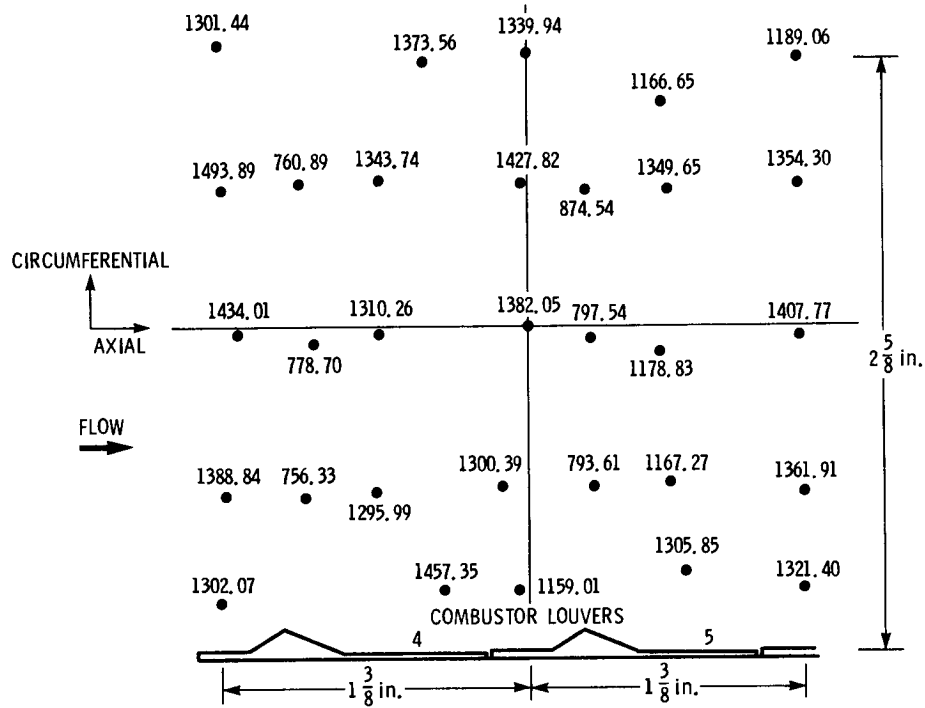 1301.44
1373.56
1339.94
1189.06
1166.65
1493.89 760.89 1343.74 1427.82 1349.65 1354.30
874.54
CIRCUMFERENTIAL
AXIAL
1434.01 1310.26 1382.05 797.54 1407.77
778.70 1178.83
2 5/8 in.
FLOW
1388.84 756.33 1300.39 793.61 1167.27 1361.91
1295.99
1305.85
1302.07 1457.35 1159.01 1321.40
COMBUSTOR LOUVERS
4 5
1 3/8 in. 1 3/8 in.